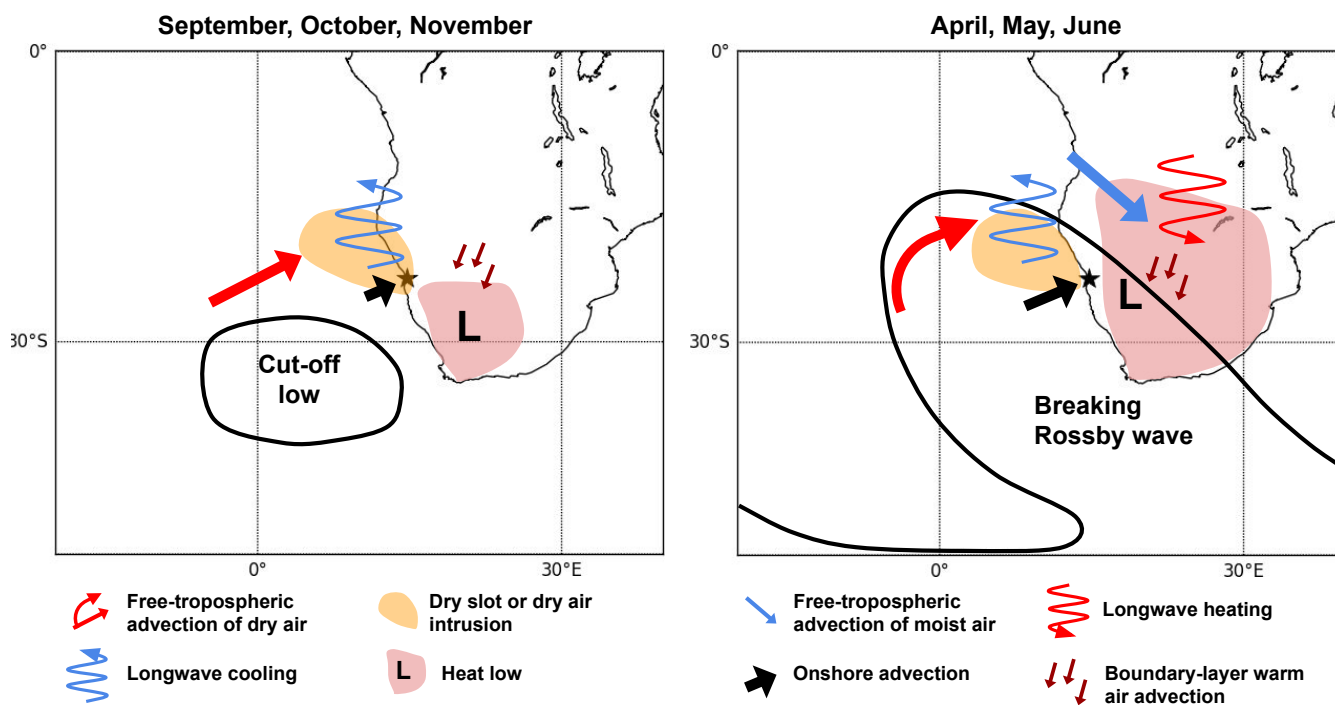 September, October, November
0°
30°S
Cut-off
low
L
0°
30°E
April, May, June
0°
30°S
L
Breaking
Rossby wave
0°
30°E
Free-tropospheric
advection of dry air
Dry slot or dry air
intrusion
Longwave cooling
L
Heat low
Free-tropospheric
advection of moist air
Longwave heating
Onshore advection
Boundary-layer warm
air advection